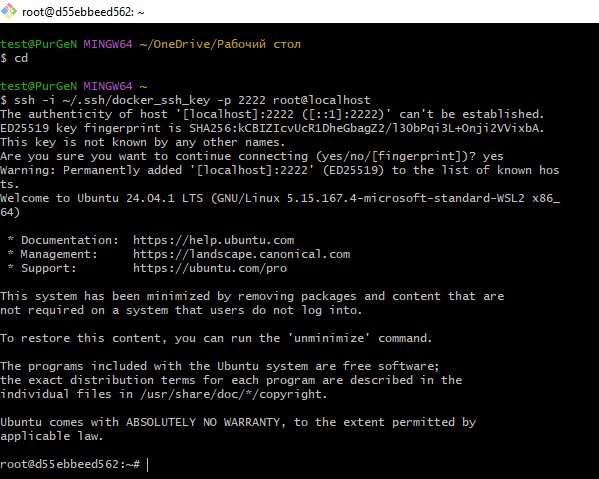 root@d55ebbeed562: ~
test@PurGeN MINGW64 ~/OneDrive/Рабочий стол
$ cd
test@PurGeN MINGW64 ~
$ ssh -i ~/.ssh/docker_ssh_key -p 2222 root@localhost
The authenticity of host '[localhost]:2222 ([::1]:2222)' can't be established.
ED25519 key fingerprint is SHA256:kCBIZIcvUcR1DheGbagZ2/l3ObPqi3L+Onji2VVixbA.
This key is not known by any other names.
Are you sure you want to continue connecting (yes/no/[fingerprint])? yes
Warning: Permanently added '[localhost]:2222' (ED25519) to the list of known hos
ts.
Welcome to Ubuntu 24.04.1 LTS (GNU/Linux 5.15.167.4-microsoft-standard-WSL2 x86_
64)
* Documentation:  https://help.ubuntu.com
* Management:     https://landscape.canonical.com
* Support:        https://ubuntu.com/pro
This system has been minimized by removing packages and content that are
not required on a system that users do not log into.
To restore this content, you can run the 'unminimize' command.
The programs included with the Ubuntu system are free software;
the exact distribution terms for each program are described in the
individual files in /usr/share/doc/*/copyright.
Ubuntu comes with ABSOLUTELY NO WARRANTY, to the extent permitted by
applicable law.
root@d55ebbeed562:~#